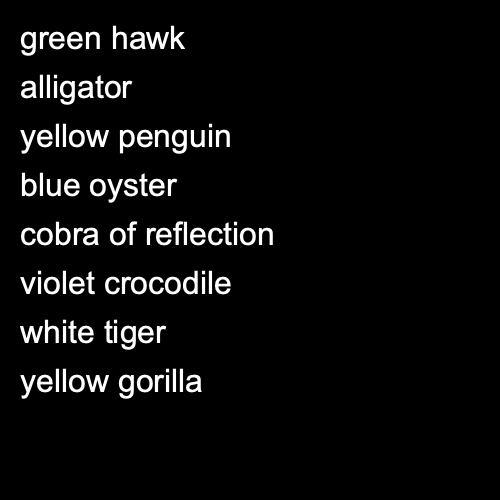 green hawk
alligator
yellow penguin
blue oyster
cobra of reflection
violet crocodile
white tiger
yellow gorilla